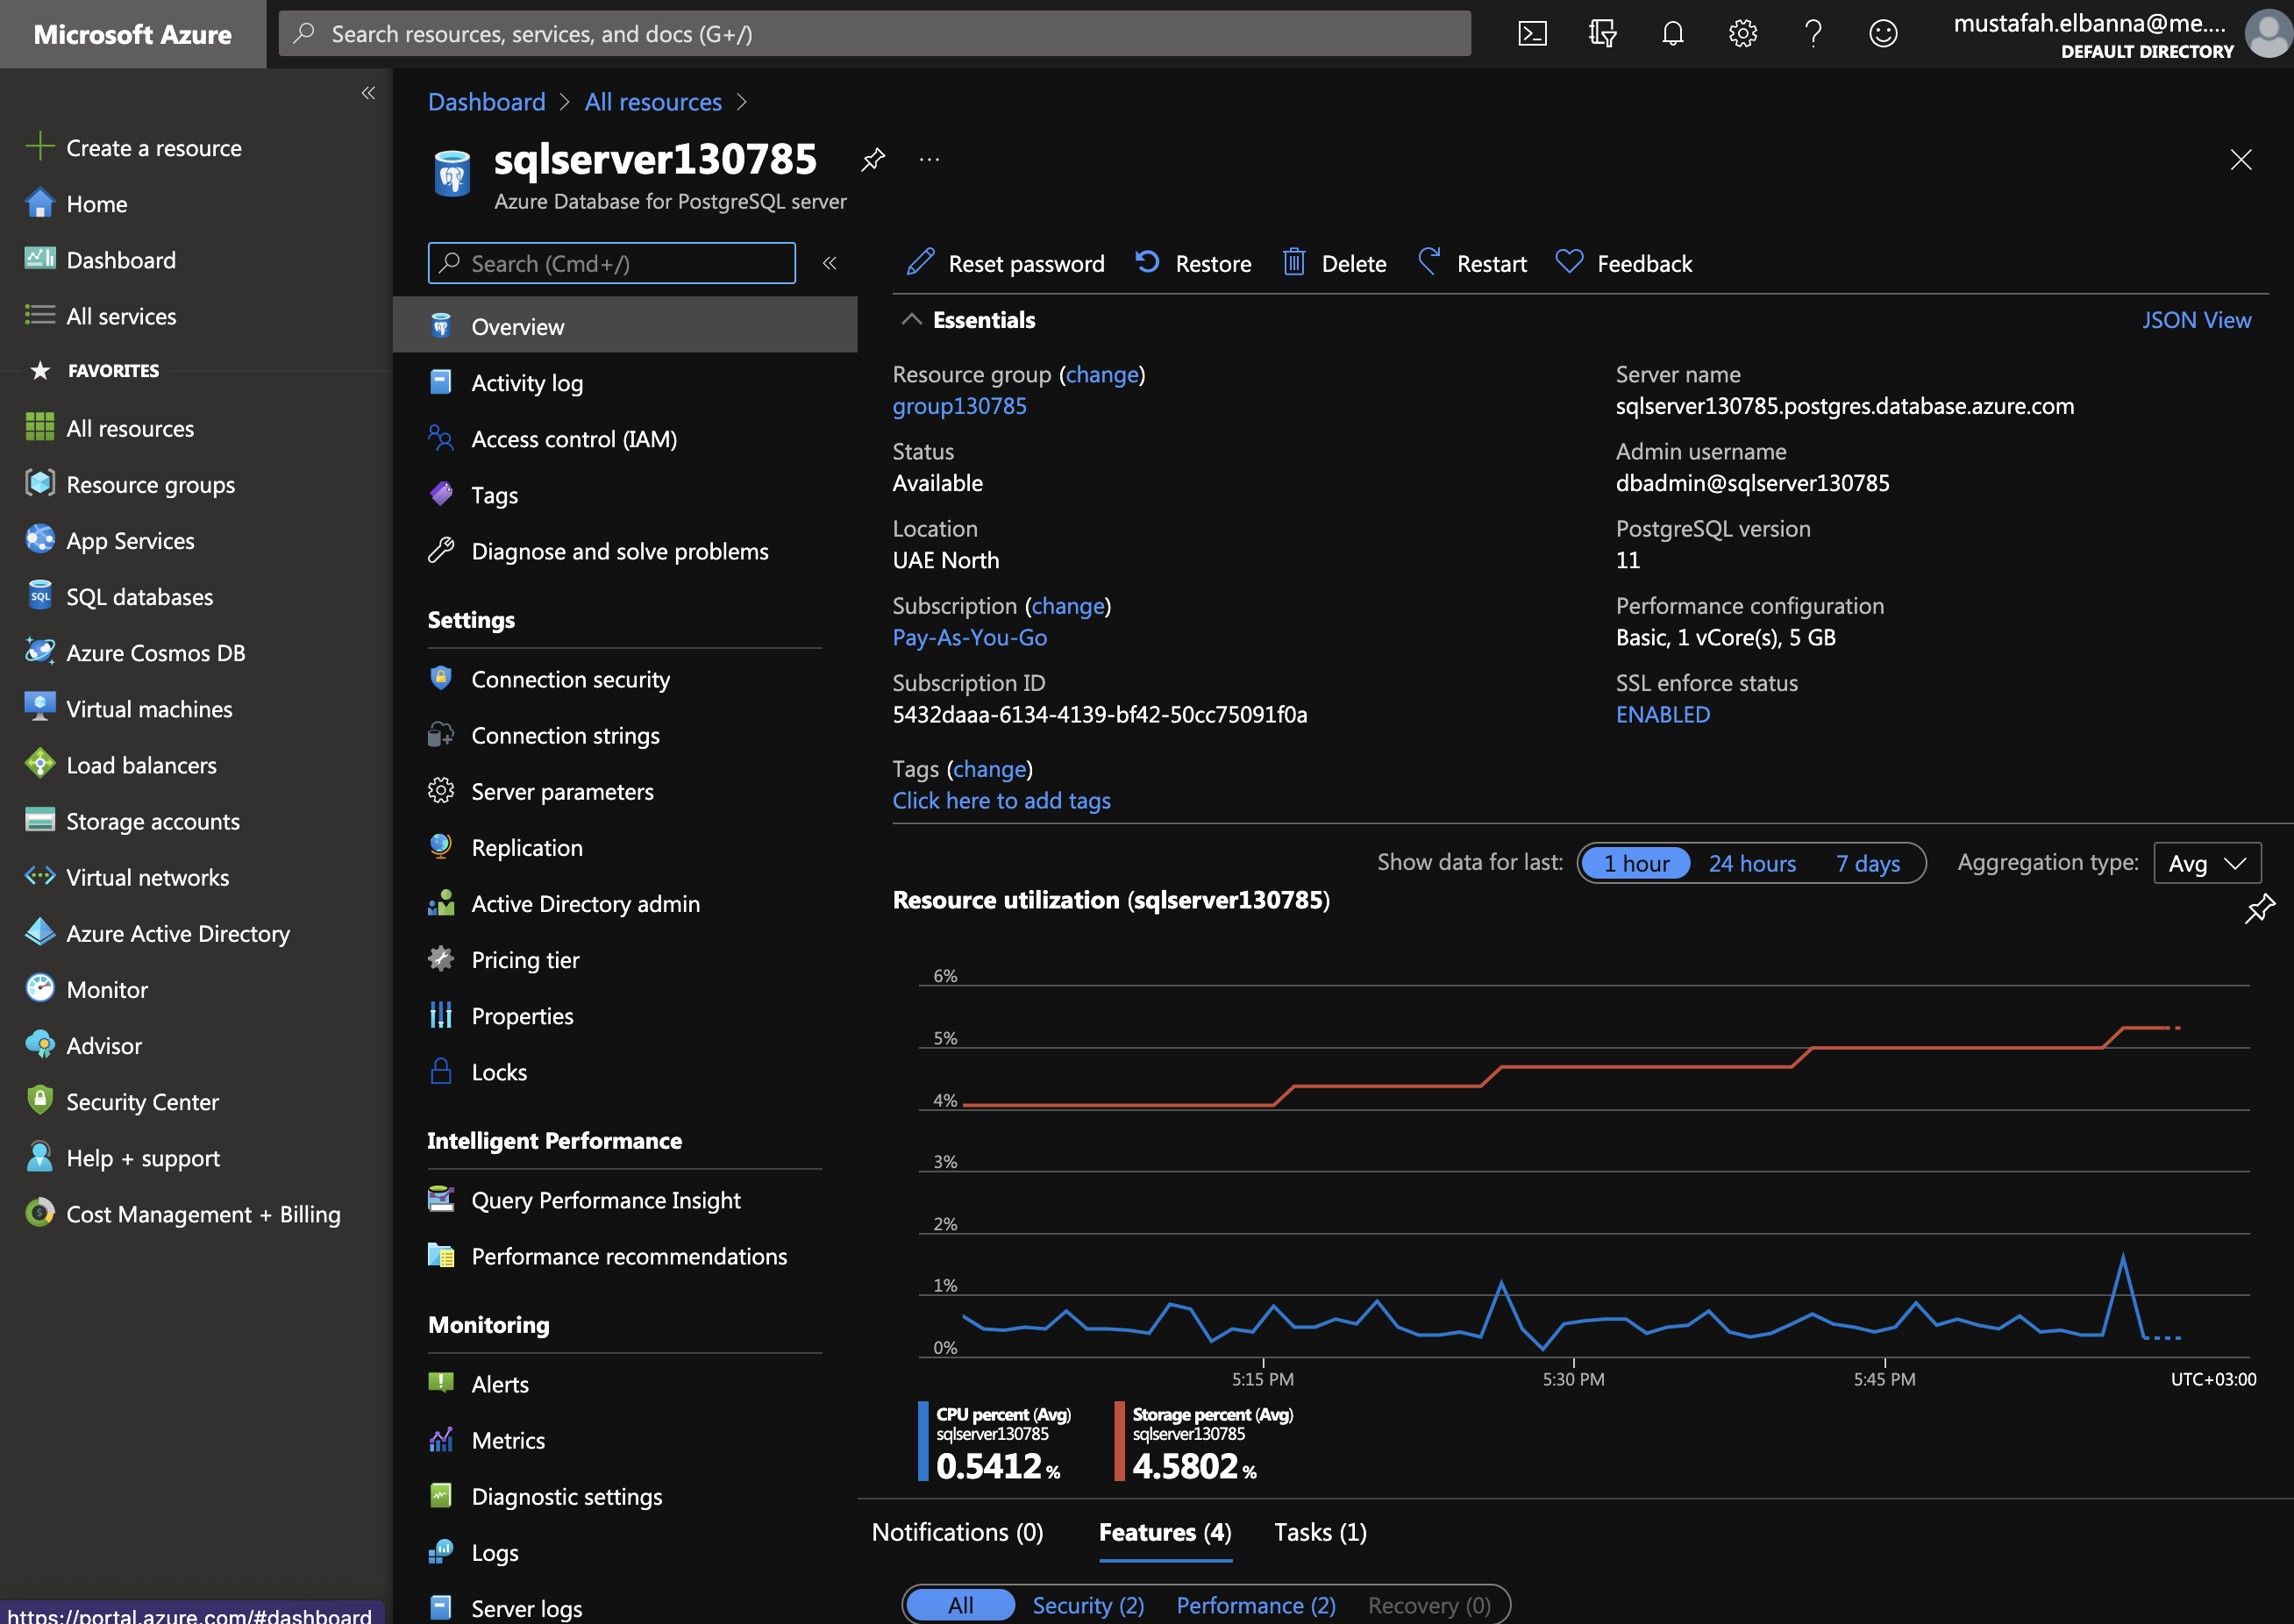 Microsoft Azure
Search resources, services, and docs (G+/)
mustafah.elbanna@me....
DEFAULT DIRECTORY
Create a resource
Home
Dashboard
All services
FAVORITES
All resources
Resource groups
App Services
SQL databases
Azure Cosmos DB
Virtual machines
Load balancers
Storage accounts
Virtual networks
Azure Active Directory
Monitor
Advisor
Security Center
Help + support
Cost Management + Billing
https://portal.azure.com/#dashboard
Dashboard > All resources >
sqlserver130785
Azure Database for PostgreSQL server
Search (Cmd+/)
Overview
Activity log
Access control (IAM)
Tags
Diagnose and solve problems
Settings
Connection security
Connection strings
Server parameters
Replication
Active Directory admin
Pricing tier
Properties
Locks
Intelligent Performance
Query Performance Insight
Performance recommendations
Monitoring
Alerts
Metrics
Diagnostic settings
Logs
Server logs
Reset password Restore Delete Restart Feedback
Essentials
JSON View
Resource group (change)
group130785
Status
Available
Location
UAE North
Subscription (change)
Pay-As-You-Go
Subscription ID
5432daaa-6134-4139-bf42-50cc75091f0a
Tags (change)
Click here to add tags
Server name
sqlserver130785.postgres.database.azure.com
Admin username
dbadmin@sqlserver130785
PostgreSQL version
11
Performance configuration
Basic, 1 vCore(s), 5 GB
SSL enforce status
ENABLED
Show data for last: 1 hour 24 hours 7 days Aggregation type: Avg
Resource utilization (sqlserver130785)
6%
5%
4%
3%
2%
1%
0%
5:15 PM 5:30 PM 5:45 PM UTC+03:00
CPU percent (Avg)
sqlserver130785
0.5412 %
Storage percent (Avg)
sqlserver130785
4.5802 %
Notifications (0) Features (4) Tasks (1)
All Security (2) Performance (2) Recovery (0)